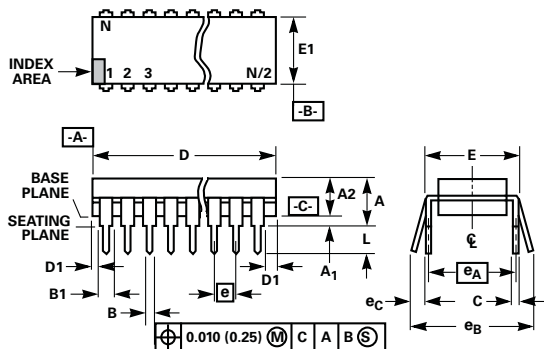 N
E1
INDEX
AREA
1 2 3 N/2
-B-
-A-
D
E
BASE
PLANE
A2
A
-C-
SEATING
PLANE
L
C
L
D1
A1
D1
eA
B1
e
eC
C
B
eB
0.010 (0.25) M C A B S